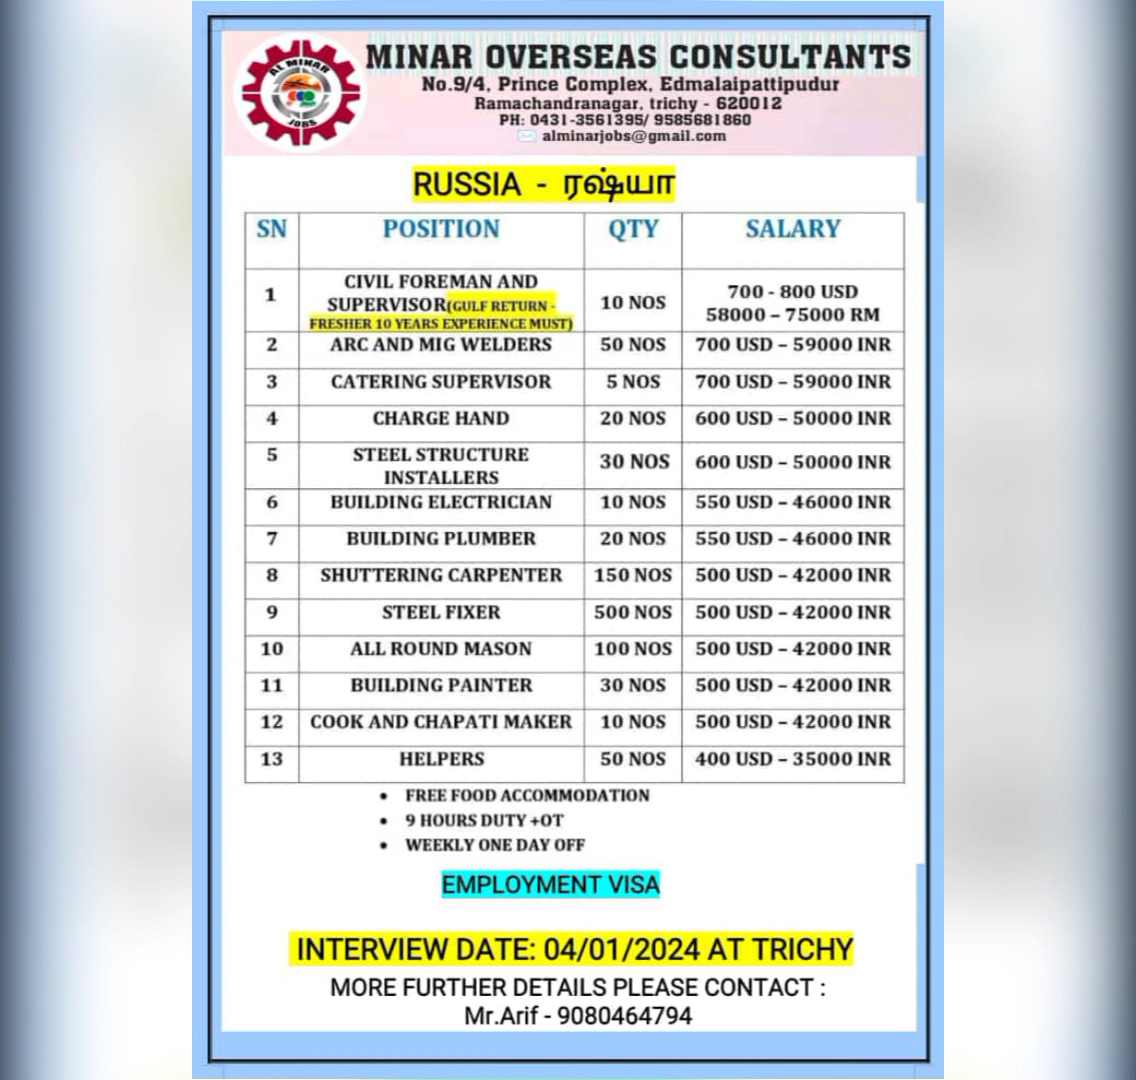 AL MINAR
JOBS
MINAR OVERSEAS CONSULTANTS
No.9/4, Prince Complex, Edmalaipattipudur
Ramachandranagar, trichy - 620012
PH: 0431-3561395/ 9585681860
alminarjobs@gmail.com
RUSSIA - ரஷ்யா
SN POSITION QTY SALARY
1 CIVIL FOREMAN AND SUPERVISOR(GULF RETURN - FRESHER 10 YEARS EXPERIENCE MUST) 10 NOS 700 - 800 USD 58000 – 75000 RM
2 ARC AND MIG WELDERS 50 NOS 700 USD – 59000 INR
3 CATERING SUPERVISOR 5 NOS 700 USD – 59000 INR
4 CHARGE HAND 20 NOS 600 USD – 50000 INR
5 STEEL STRUCTURE INSTALLERS 30 NOS 600 USD – 50000 INR
6 BUILDING ELECTRICIAN 10 NOS 550 USD – 46000 INR
7 BUILDING PLUMBER 20 NOS 550 USD – 46000 INR
8 SHUTTERING CARPENTER 150 NOS 500 USD – 42000 INR
9 STEEL FIXER 500 NOS 500 USD – 42000 INR
10 ALL ROUND MASON 100 NOS 500 USD – 42000 INR
11 BUILDING PAINTER 30 NOS 500 USD – 42000 INR
12 COOK AND CHAPATI MAKER 10 NOS 500 USD – 42000 INR
13 HELPERS 50 NOS 400 USD – 35000 INR
• FREE FOOD ACCOMMODATION
• 9 HOURS DUTY +OT
• WEEKLY ONE DAY OFF
EMPLOYMENT VISA
INTERVIEW DATE: 04/01/2024 AT TRICHY
MORE FURTHER DETAILS PLEASE CONTACT :
Mr.Arif - 9080464794